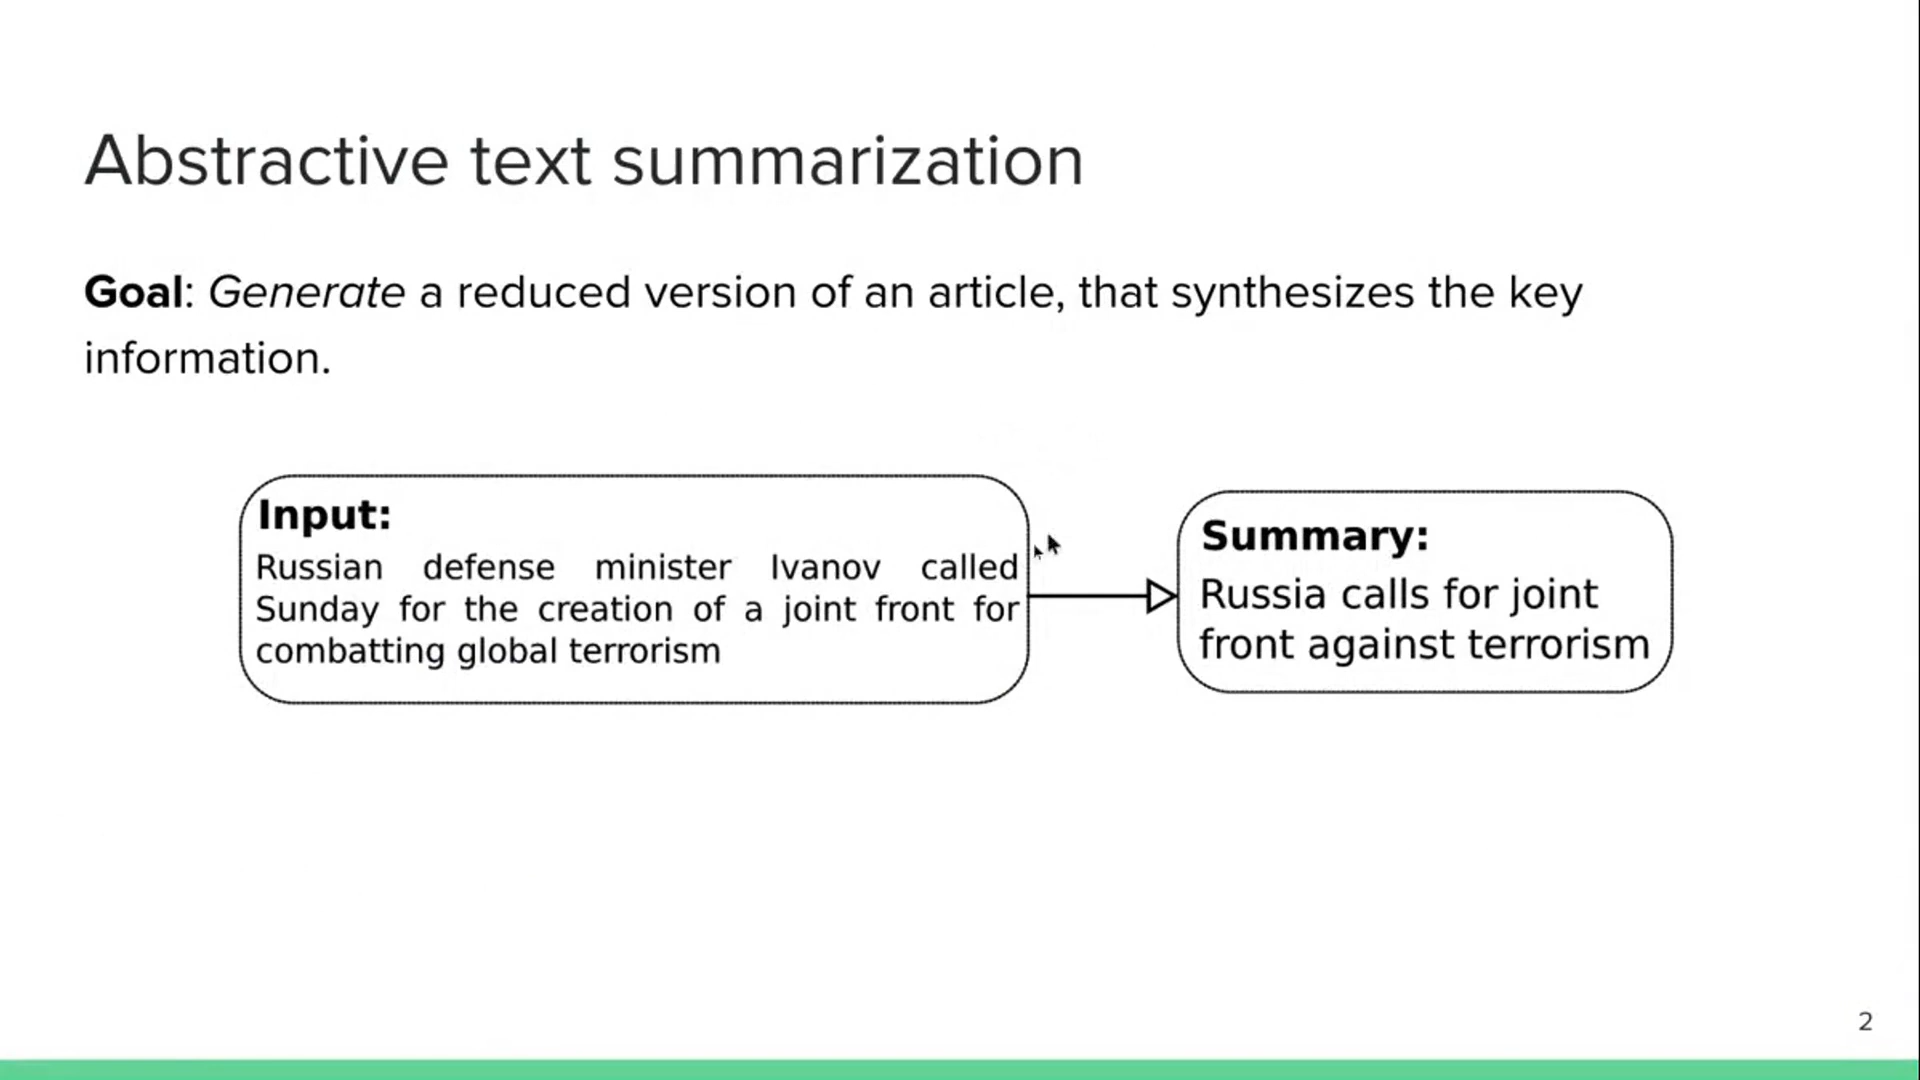 Abstractive text summarization
Goal: Generate a reduced version of an article, that synthesizes the key
information.
Input:
Russian defense minister Ivanov called
Sunday for the creation of a joint front for
combatting global terrorism
Summary:
Russia calls for joint
front against terrorism
2